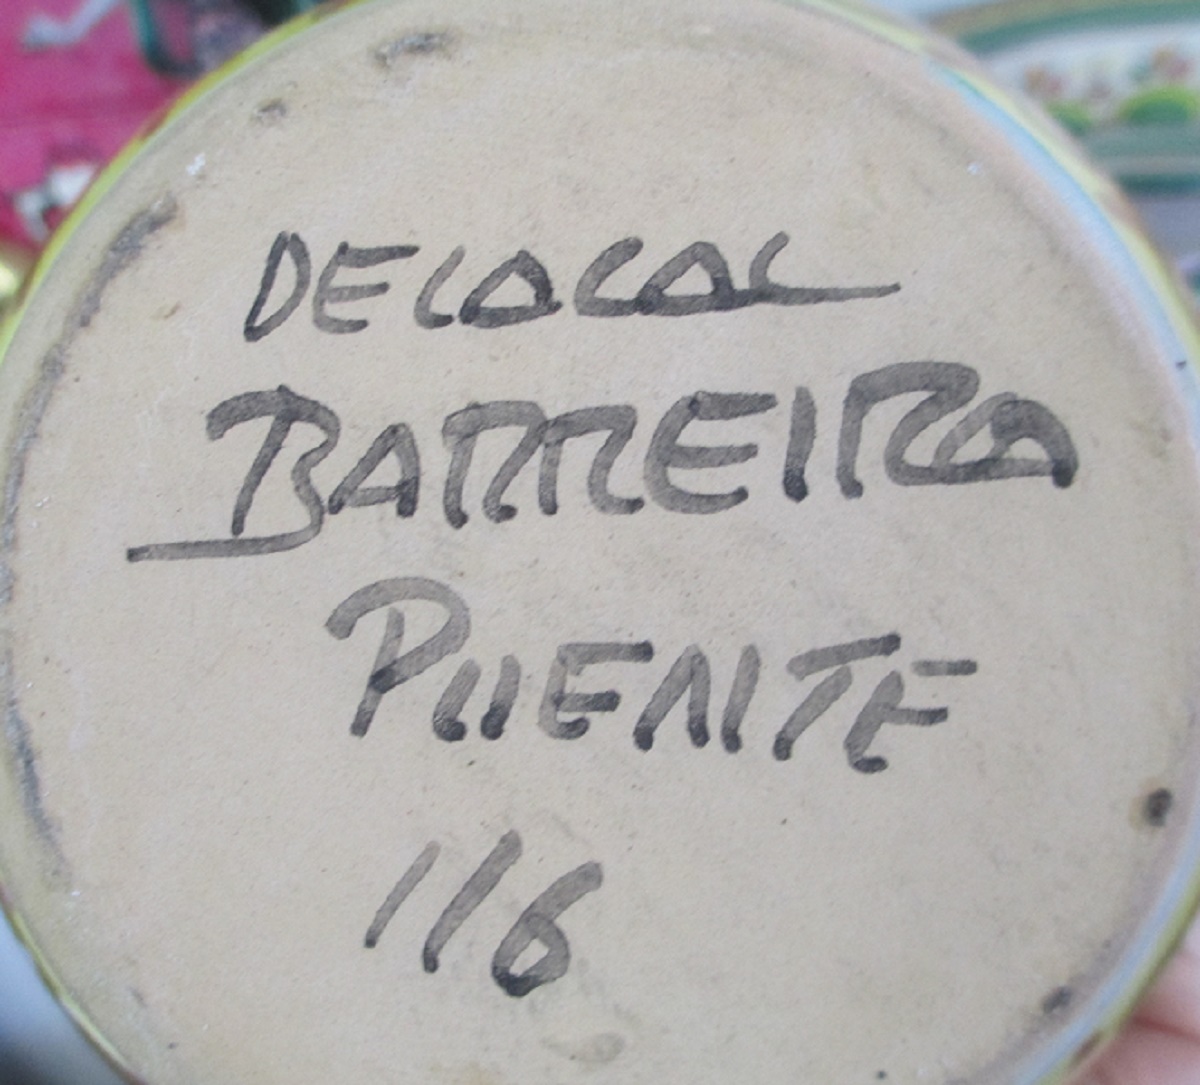 DELACAL
BARREIRA
PUENTE
116